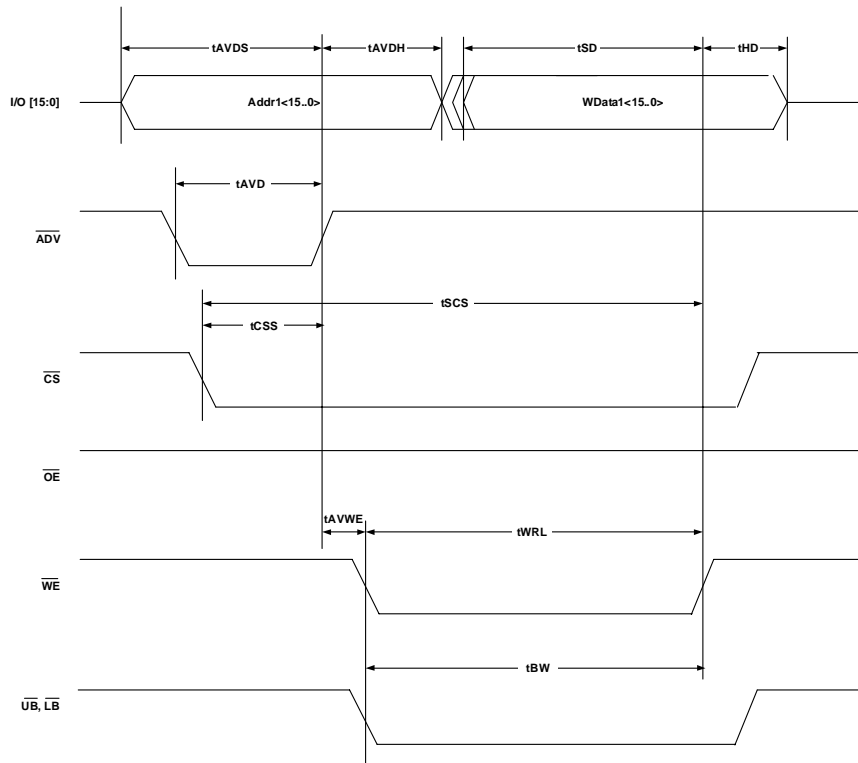 tAVDS tAVDH tSD tHD
I/O [15:0] Addr1<15..0> WData1<15..0>
tAVD
ADV
tSCS
tCSS
CS
OE
tAVWE tWRL
WE
tBW
UB, LB